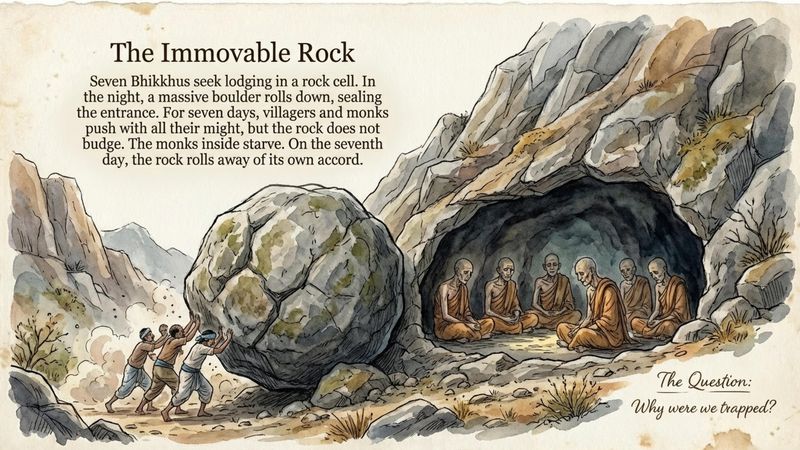 The Immovable Rock
Seven Bhikkhus seek lodging in a rock cell. In
the night, a massive boulder rolls down, sealing
the entrance. For seven days, villagers and monks
push with all their might, but the rock does not
budge. The monks inside starve. On the seventh
day, the rock rolls away of its own accord.
The Question:
Why were we trapped?